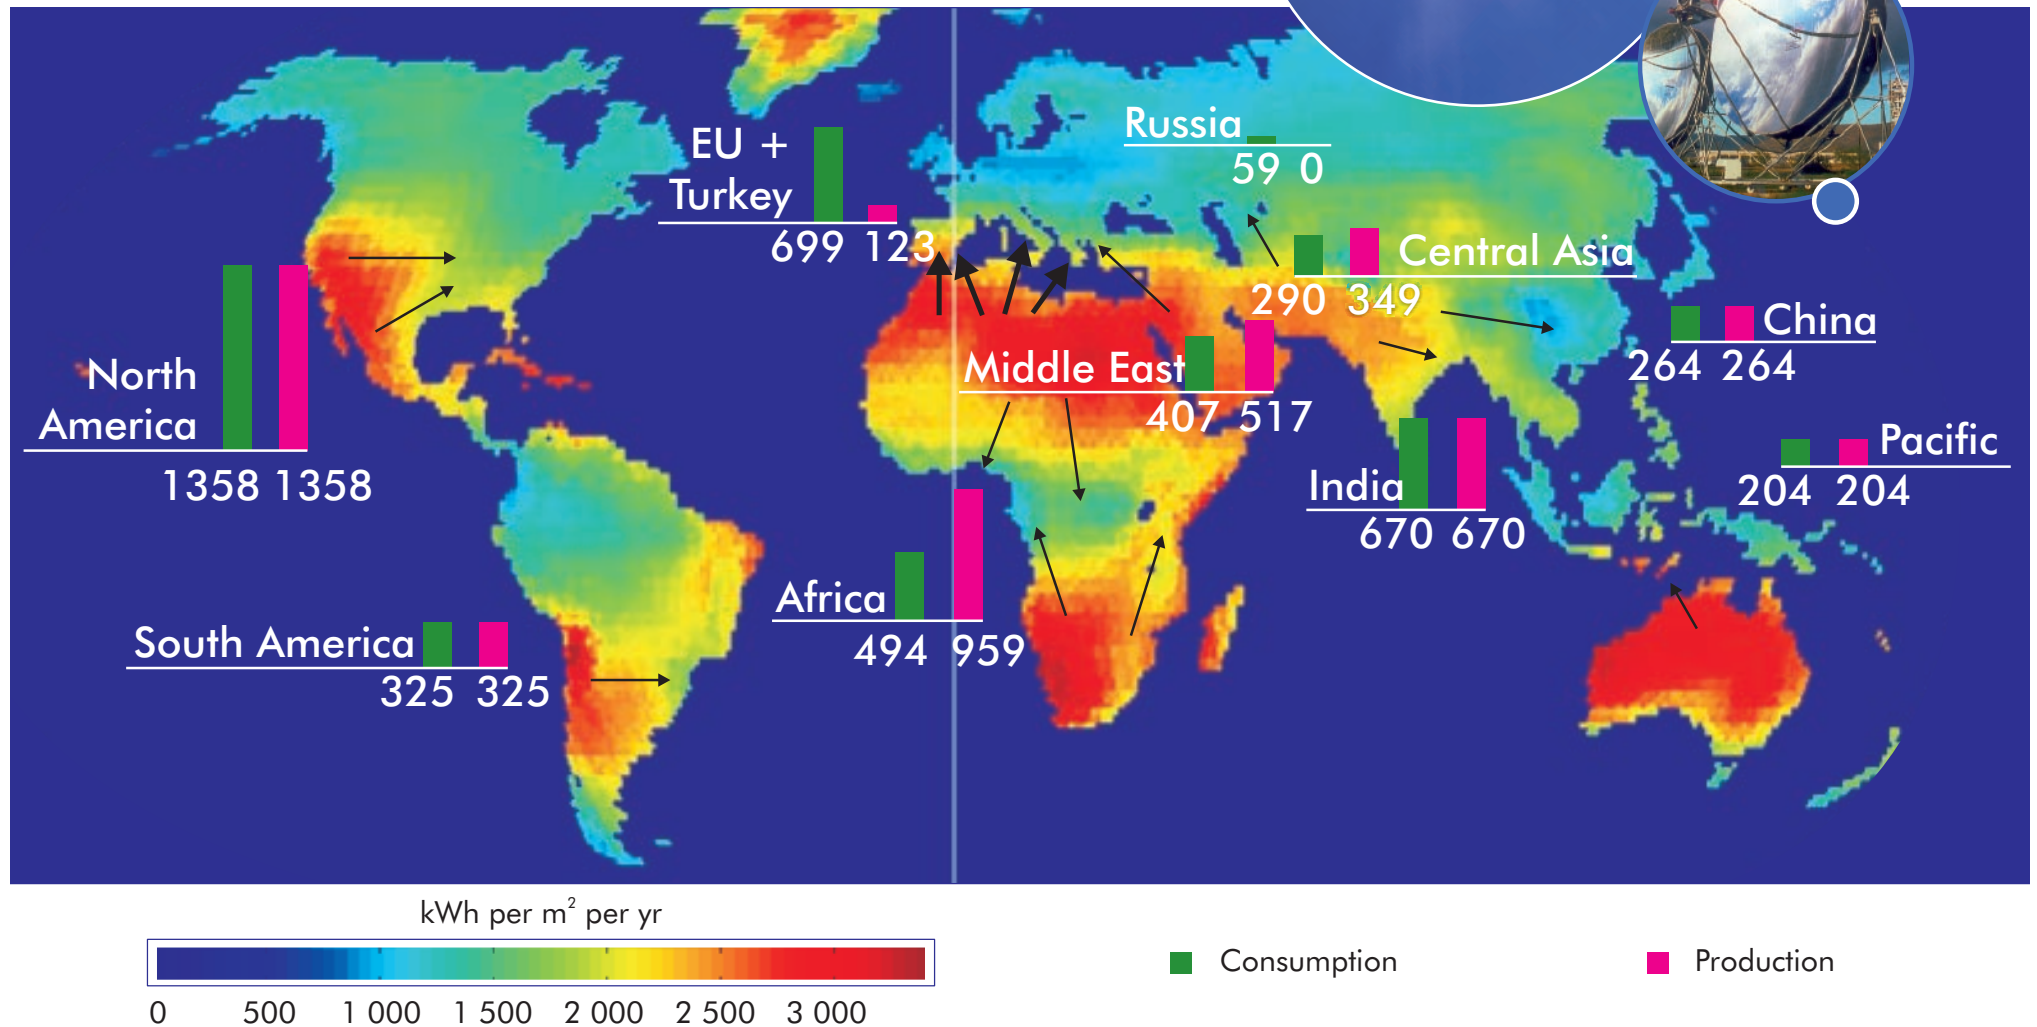 EU +
Turkey
699 123
Russia
59 0
Central Asia
290 349
China
264 264
North
America
1358 1358
Middle East
407 517
Pacific
204 204
India
670 670
Africa
494 959
South America
325 325
kWh per m² per yr
0 500 1 000 1 500 2 000 2 500 3 000
Consumption
Production